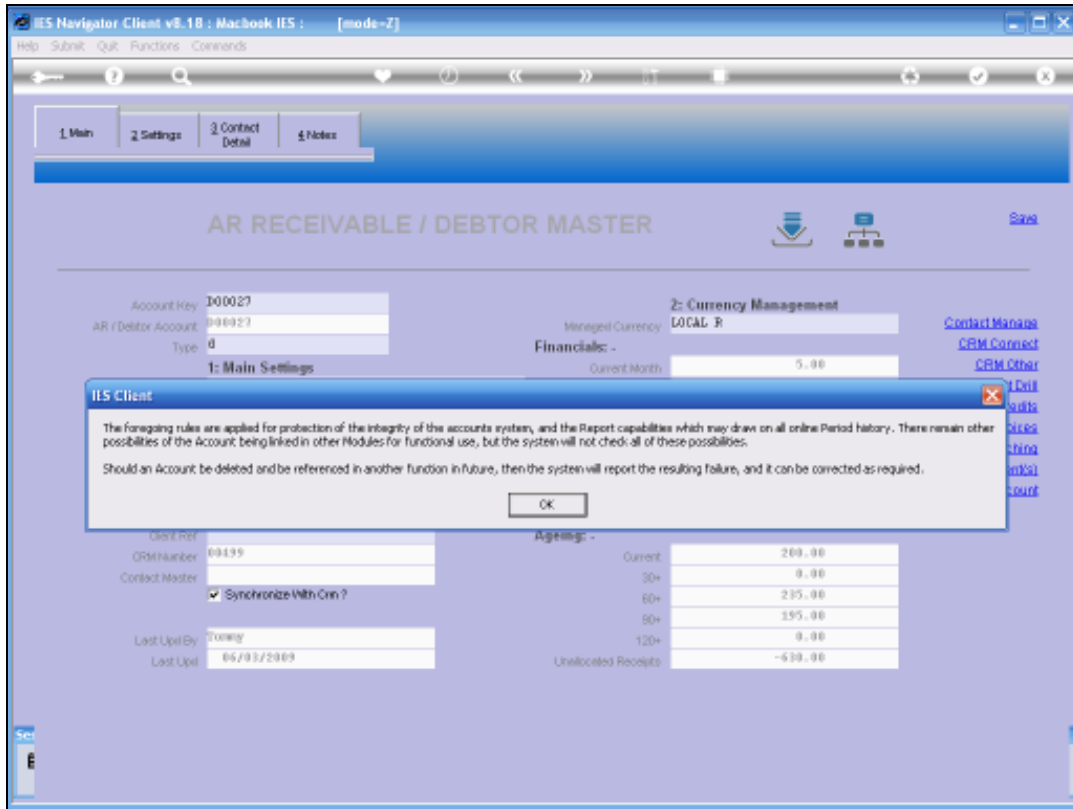 IES Navigator Client v8.18 : Macbook IES : [mode=Z]
Help Submit Quit Functions Commands
1 Main
2 Settings
3 Contact Detail
4 Notes
AR RECEIVABLE / DEBTOR MASTER
Save
Account Key D00027
AR / Debtor Account D00027
Type d
1: Main Settings
2: Currency Management
Managed Currency LOCAL R
Financials: -
Current Month 5.00
Contact Manage
CRM Connect
CRM Other
IES Client
The foregoing rules are applied for protection of the integrity of the accounts system, and the Report capabilities which may draw on all online Period history. There remain other
possibilities of the Account being linked in other Modules for functional use, but the system will not check all of these possibilities.
Should an Account be deleted and be referenced in another function in future, then the system will report the resulting failure, and it can be corrected as required.
OK
Client Ref
CRM Number 00499
Contact Master
Synchronize With Crm ?
Last Upd By Tommy
Last Upd 06/03/2009
Ageing: -
Current 200.00
30+ 0.00
60+ 235.00
90+ 195.00
120+ 0.00
Unallocated Receipts -630.00